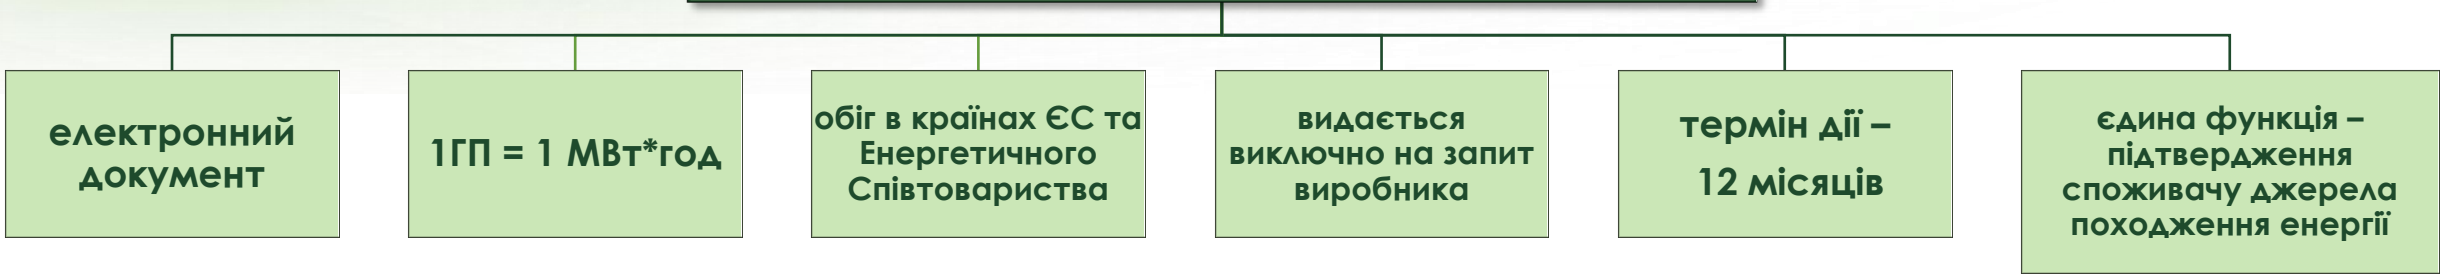 електронний
документ
1ГП = 1 МВт*год
обіг в країнах ЄС та
Енергетичного
Співтовариства
видається
виключно на запит
виробника
термін дії –
12 місяців
єдина функція –
підтвердження
споживачу джерела
походження енергії